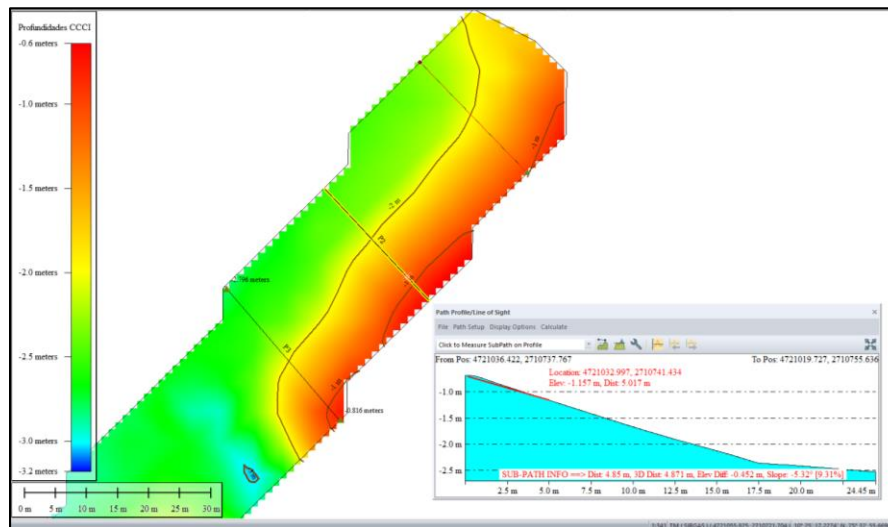 Profundidades CCCI
-0.6 meters
-1.0 meters
-1.5 meters
-2.0 meters
-2.5 meters
-3.0 meters
-3.2 meters
0 m
5 m
10 m
15 m
20 m
25 m
30 m
-2 m
P2
P3
-1 m
-1 m
-0.816 meters
Path Profile/Line of Sight
File Path Setup Display Options Calculate
Click to Measure SubPath on Profile
From Pos: 4721036.422, 2710737.767
To Pos: 4721019.727, 2710755.636
Location: 4721032.997, 2710741.434
Elev: -1.157 m, Dist: 5.017 m
-1.0 m
-1.5 m
-2.0 m
-2.5 m
SUB-PATH INFO ==> Dist: 4.85 m, 3D Dist: 4.871 m, Elev Diff: -0.452 m, Slope: -5.32° [9.31%]
2.5 m
5.0 m
7.5 m
10.0 m
12.5 m
15.0 m
17.5 m
20.0 m
24.45 m